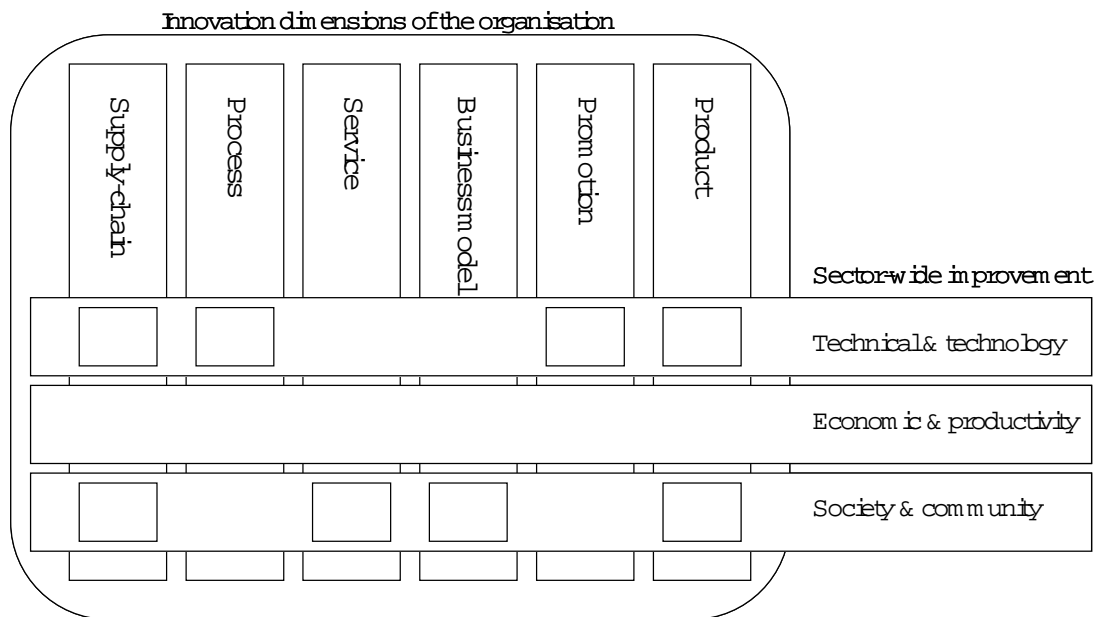 Innovation dimensions of the organisation
Supply-chain
Process
Service
Business model
Promotion
Product
Sector-wide improvement
Technical & technology
Economic & productivity
Society & community